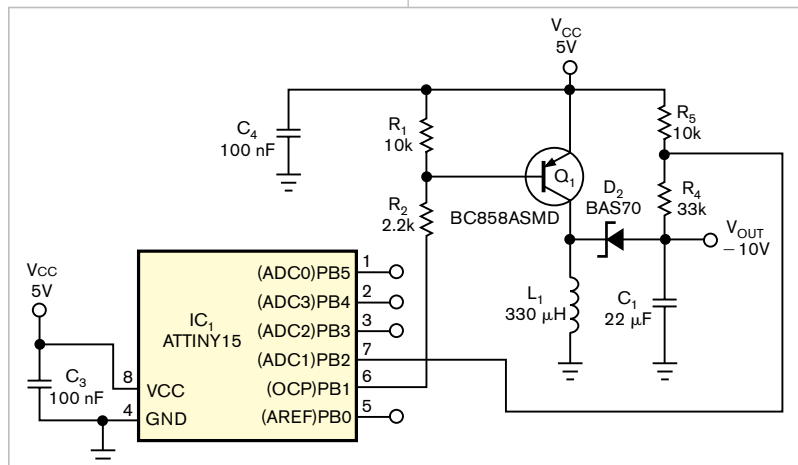 VCC
5V
C4
100 nF
R1
10k
R5
10k
Q1
D2
BAS70
R4
33k
R2
2.2k
BC858ASMD
VOUT
–10V
L1
330 μH
C1
22 μF
VCC
5V
C3
100 nF
IC1
ATTINY15
8
VCC
4
GND
(ADC0)PB5
1
(ADC3)PB4
2
(ADC2)PB3
3
(ADC1)PB2
7
(OCP)PB1
6
(AREF)PB0
5